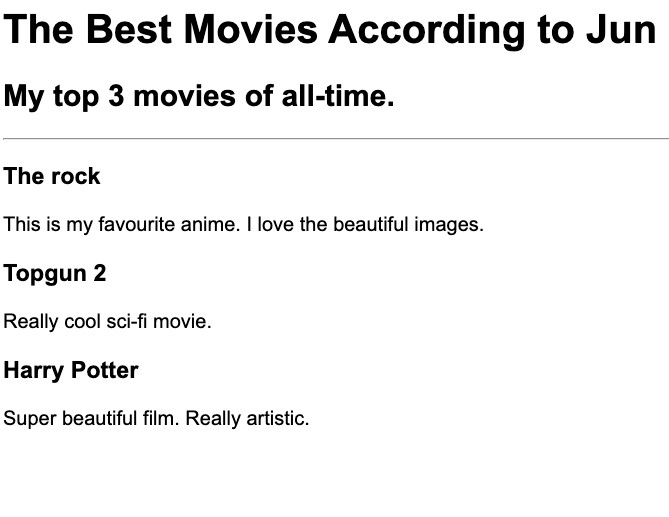 The Best Movies According to Jun
My top 3 movies of all-time.
The rock
This is my favourite anime. I love the beautiful images.
Topgun 2
Really cool sci-fi movie.
Harry Potter
Super beautiful film. Really artistic.